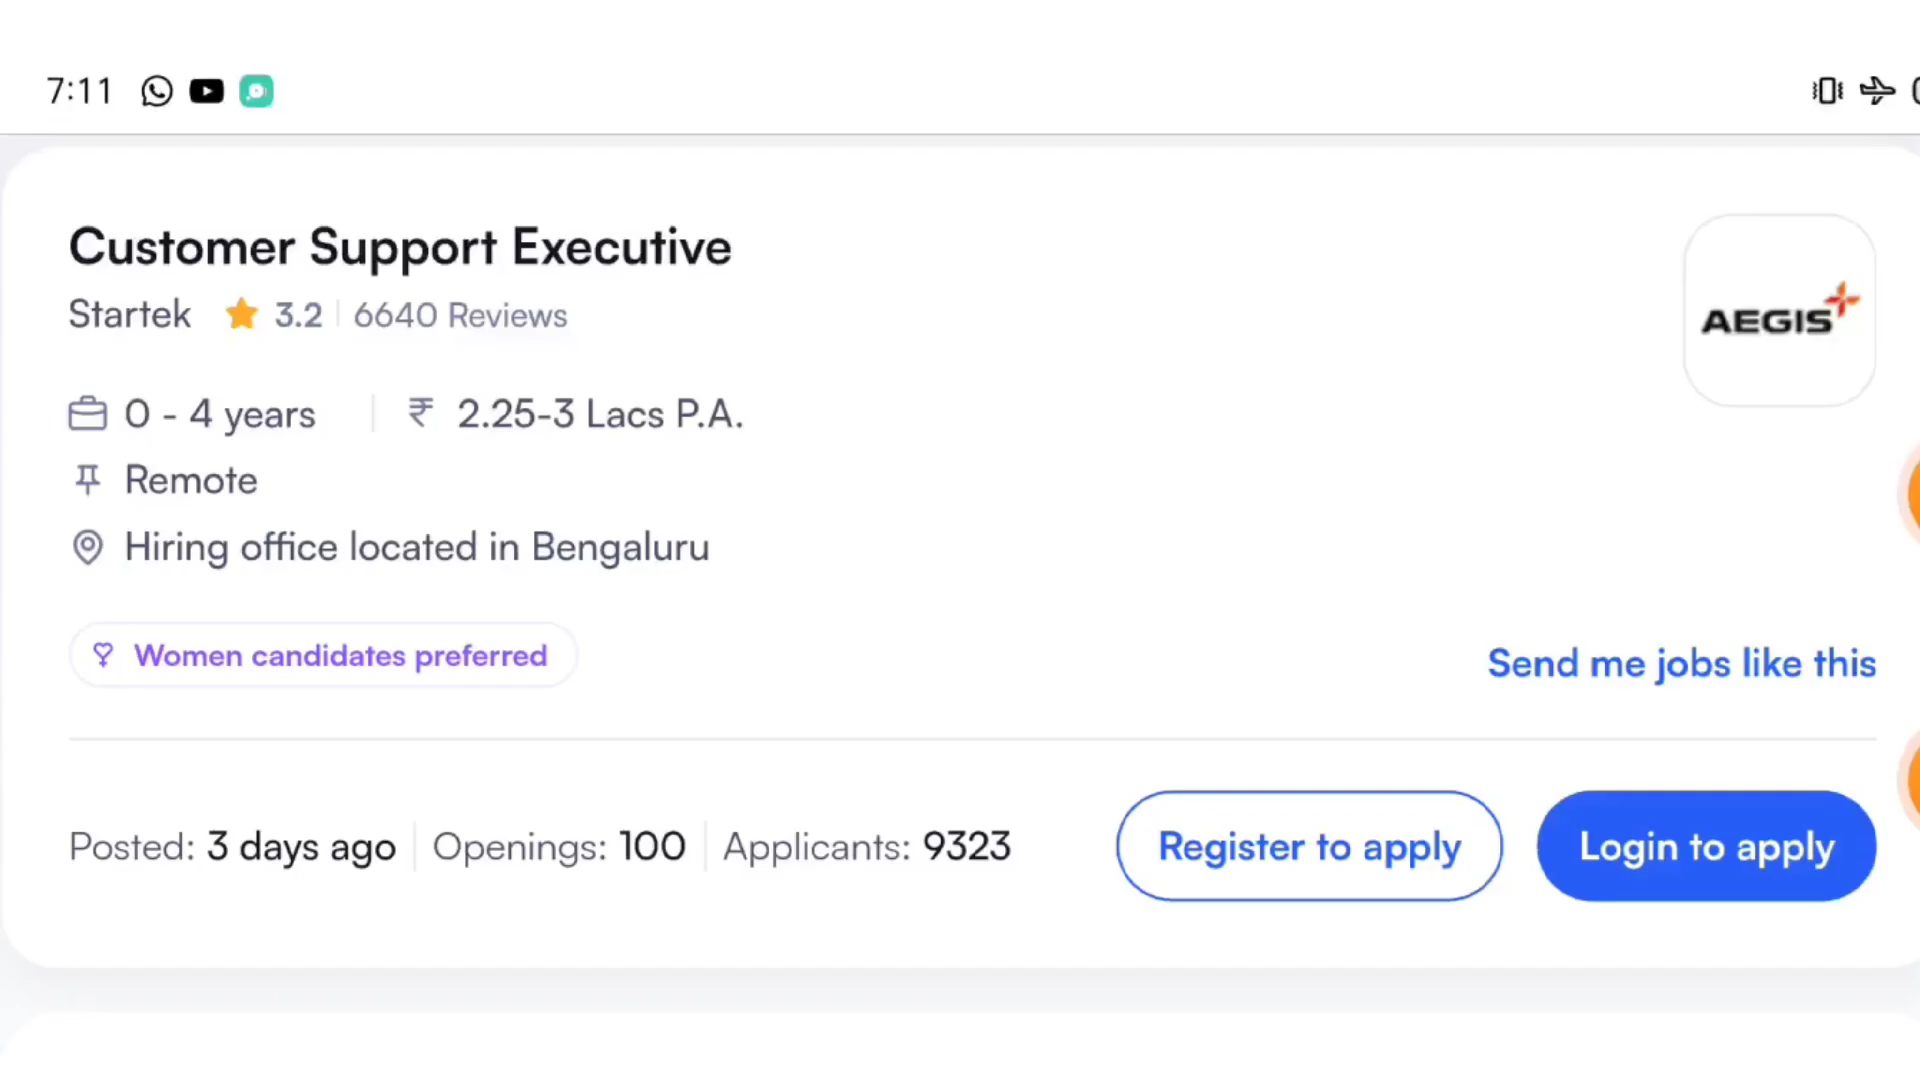 7:11
Customer Support Executive
Startek 3.2 6640 Reviews
AEGIS
0 - 4 years ₹ 2.25-3 Lacs P.A.
Remote
Hiring office located in Bengaluru
Women candidates preferred
Send me jobs like this
Posted: 3 days ago Openings: 100 Applicants: 9323
Register to apply
Login to apply